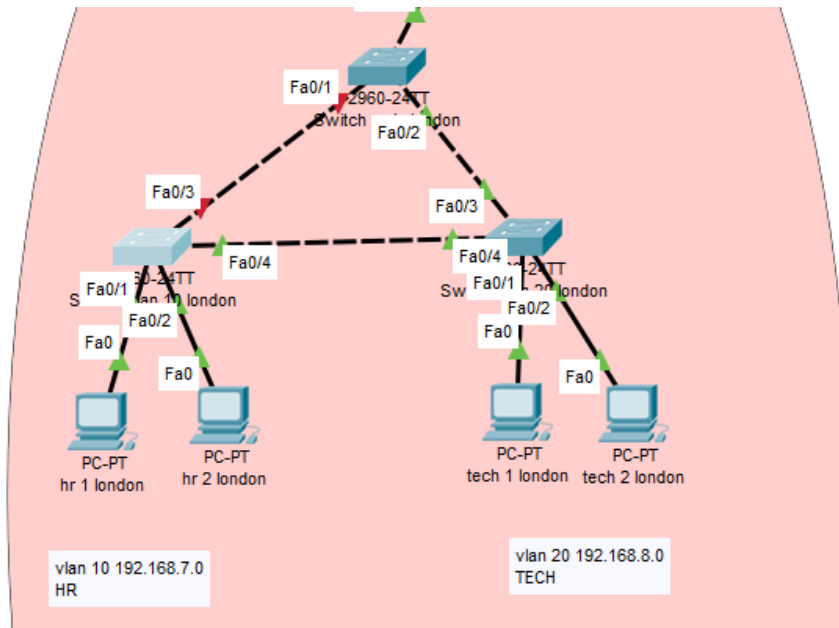 Fa0/1
2960-24TT
Switch london
Fa0/2
Fa0/3
Fa0/3
Fa0/4
Fa0/4
60-24TT
-24TT
Fa0/1
london
Fa0/1
london
Fa0/2
Fa0/2
Fa0
Fa0
Fa0
Fa0
PC-PT
hr 1 london
PC-PT
hr 2 london
PC-PT
tech 1 london
PC-PT
tech 2 london
vlan 10 192.168.7.0
HR
vlan 20 192.168.8.0
TECH